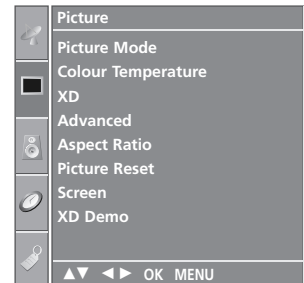 Picture
Picture Mode
Colour Temperature
XD
Advanced
Aspect Ratio
Picture Reset
Screen
XD Demo
▲▼ ◄► OK MENU